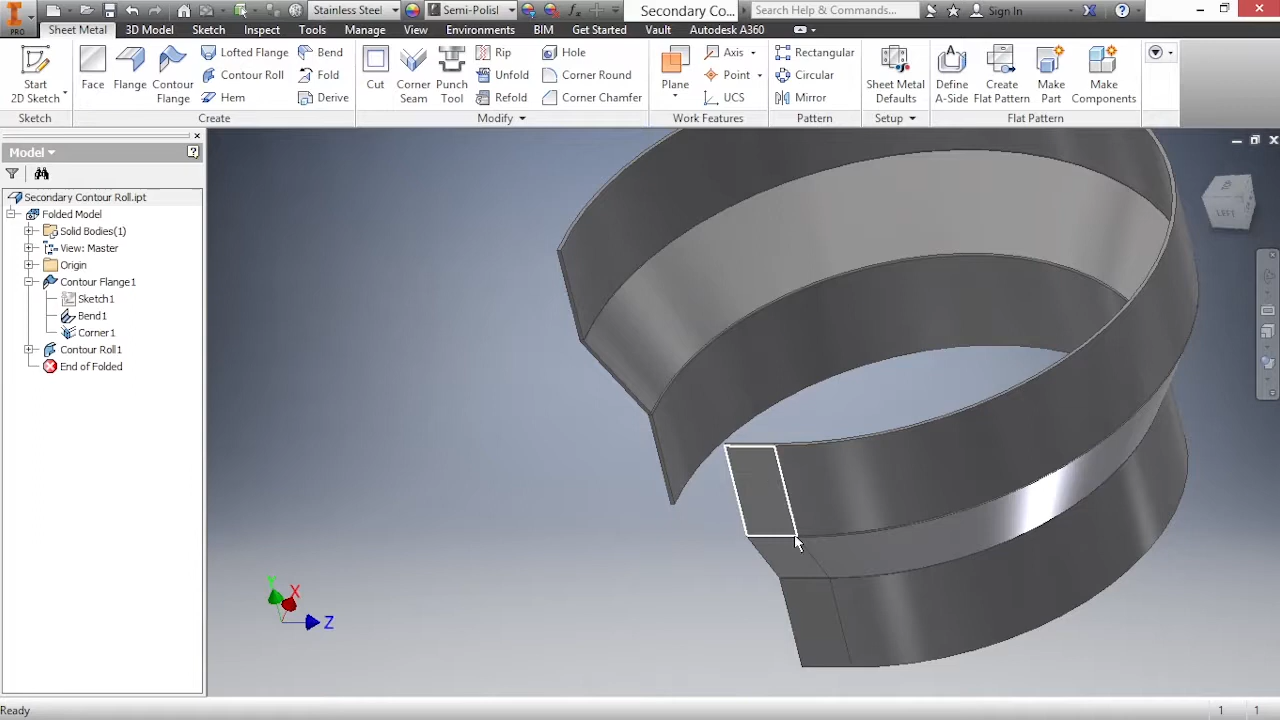 PRO
Stainless Steel
Semi-Polisl
fx
Secondary Co...
Search Help & Commands...
Sign In
Sheet Metal 3D Model Sketch Inspect Tools Manage View Environments BIM Get Started Vault Autodesk A360
Start
2D Sketch
Face
Flange
Contour
Flange
Lofted Flange
Contour Roll
Hem
Bend
Fold
Derive
Cut
Corner
Seam
Punch
Tool
Rip
Unfold
Refold
Hole
Corner Round
Corner Chamfer
Plane
Axis
Point
UCS
Rectangular
Circular
Mirror
Sheet Metal
Defaults
Define
A-Side
Create
Flat Pattern
Make
Part
Make
Components
Sketch Create Modify Work Features Pattern Setup Flat Pattern
Model
Secondary Contour Roll.ipt
Folded Model
Solid Bodies(1)
View: Master
Origin
Contour Flange1
Sketch1
Bend1
Corner1
Contour Roll1
End of Folded
LEFT
Y
X
Z
Ready
1 1